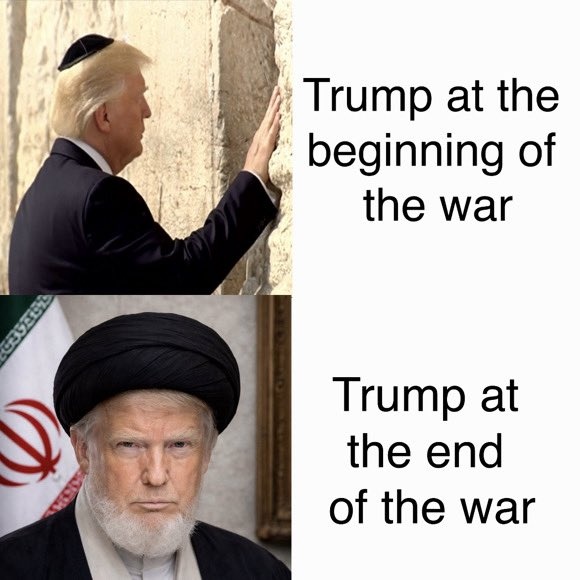 Trump at the
beginning of
the war
Trump at
the end
of the war